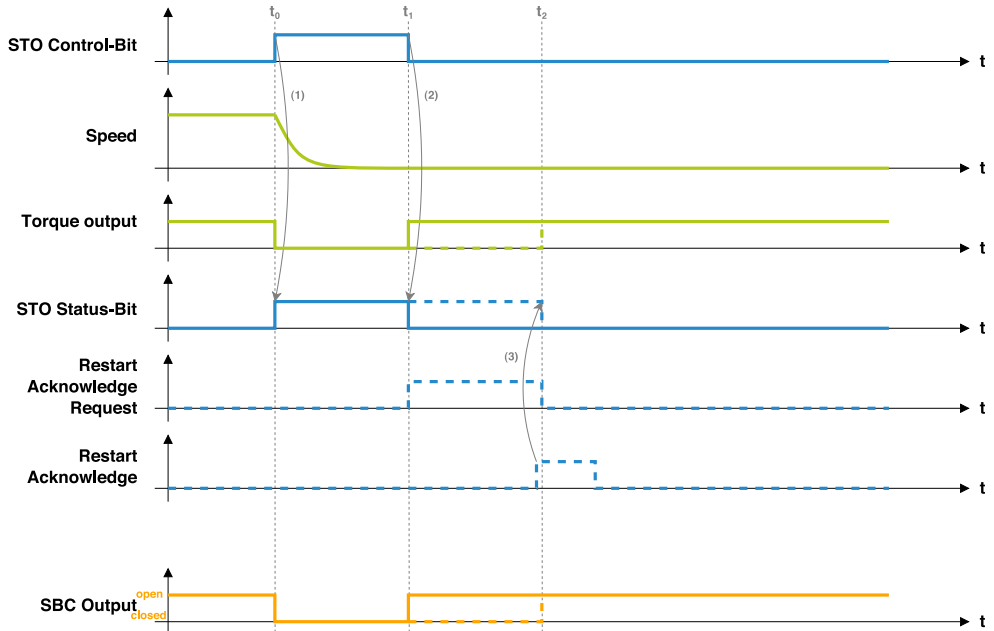 t0 t1 t2
STO Control-Bit t
(1) (2)
Speed t
Torque output t
STO Status-Bit t
(3)
Restart
Acknowledge
Request t
Restart
Acknowledge t
open
SBC Output t
closed